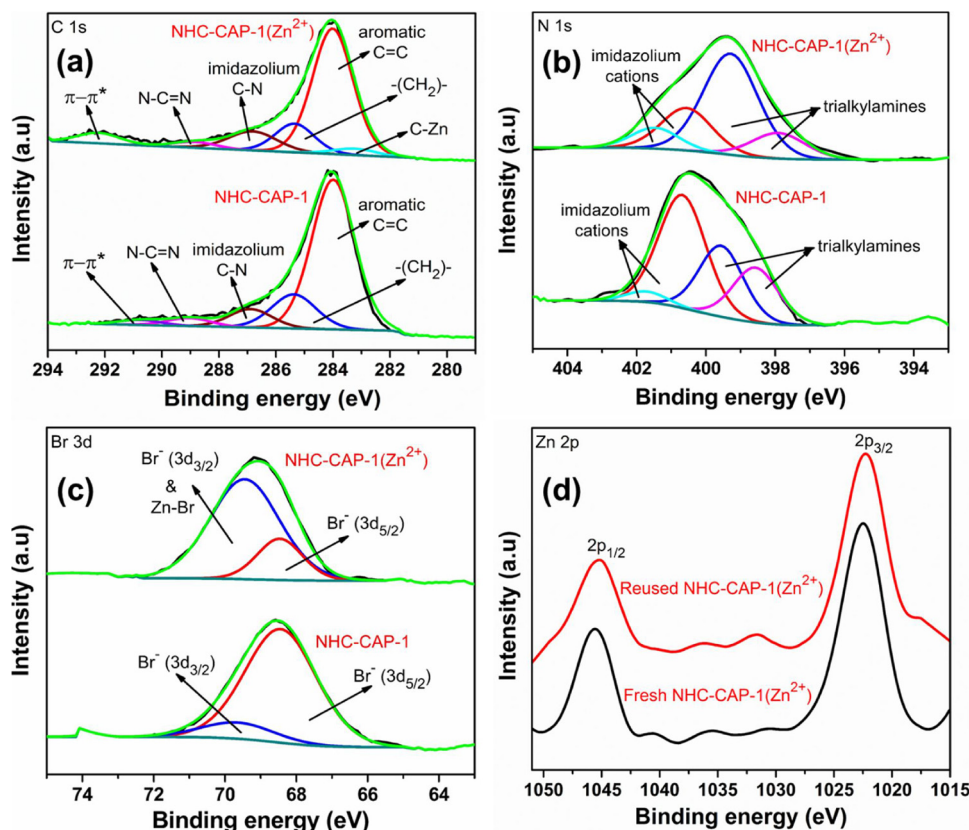 C 1s
(a)
NHC-CAP-1(Zn²⁺)
aromatic
C=C
imidazolium
C-N
N-C=N
π–π*
-(CH₂)-
C-Zn
NHC-CAP-1
aromatic
C=C
N-C=N
imidazolium
C-N
π–π*
-(CH₂)-
Intensity (a.u)
294 292 290 288 286 284 282 280
Binding energy (eV)
N 1s
(b)
NHC-CAP-1(Zn²⁺)
imidazolium
cations
trialkylamines
NHC-CAP-1
imidazolium
cations
trialkylamines
Intensity (a.u)
404 402 400 398 396 394
Binding energy (eV)
Br 3d
Br⁻ (3d₃/₂)
&
Zn-Br
NHC-CAP-1(Zn²⁺)
(c)
Br⁻ (3d₅/₂)
NHC-CAP-1
Br⁻ (3d₃/₂)
Br⁻ (3d₅/₂)
Intensity (a.u)
75 72 70 68 66 64
Binding energy (eV)
Zn 2p
2p₃/₂
(d)
2p₁/₂
Reused NHC-CAP-1(Zn²⁺)
Fresh NHC-CAP-1(Zn²⁺)
Intensity (a.u)
1050 1045 1040 1035 1030 1025 1020 1015
Binding energy (eV)